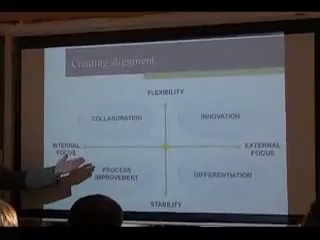 Creating alignment
FLEXIBILITY
COLLABORATION
INNOVATION
INTERNAL
FOCUS
EXTERNAL
FOCUS
PROCESS
IMPROVEMENT
DIFFERENTIATION
STABILITY